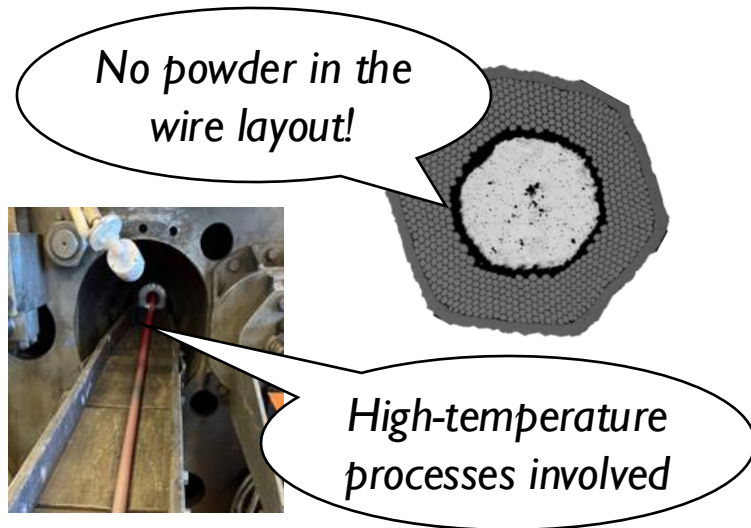 No powder in the
wire layout!
High-temperature
processes involved